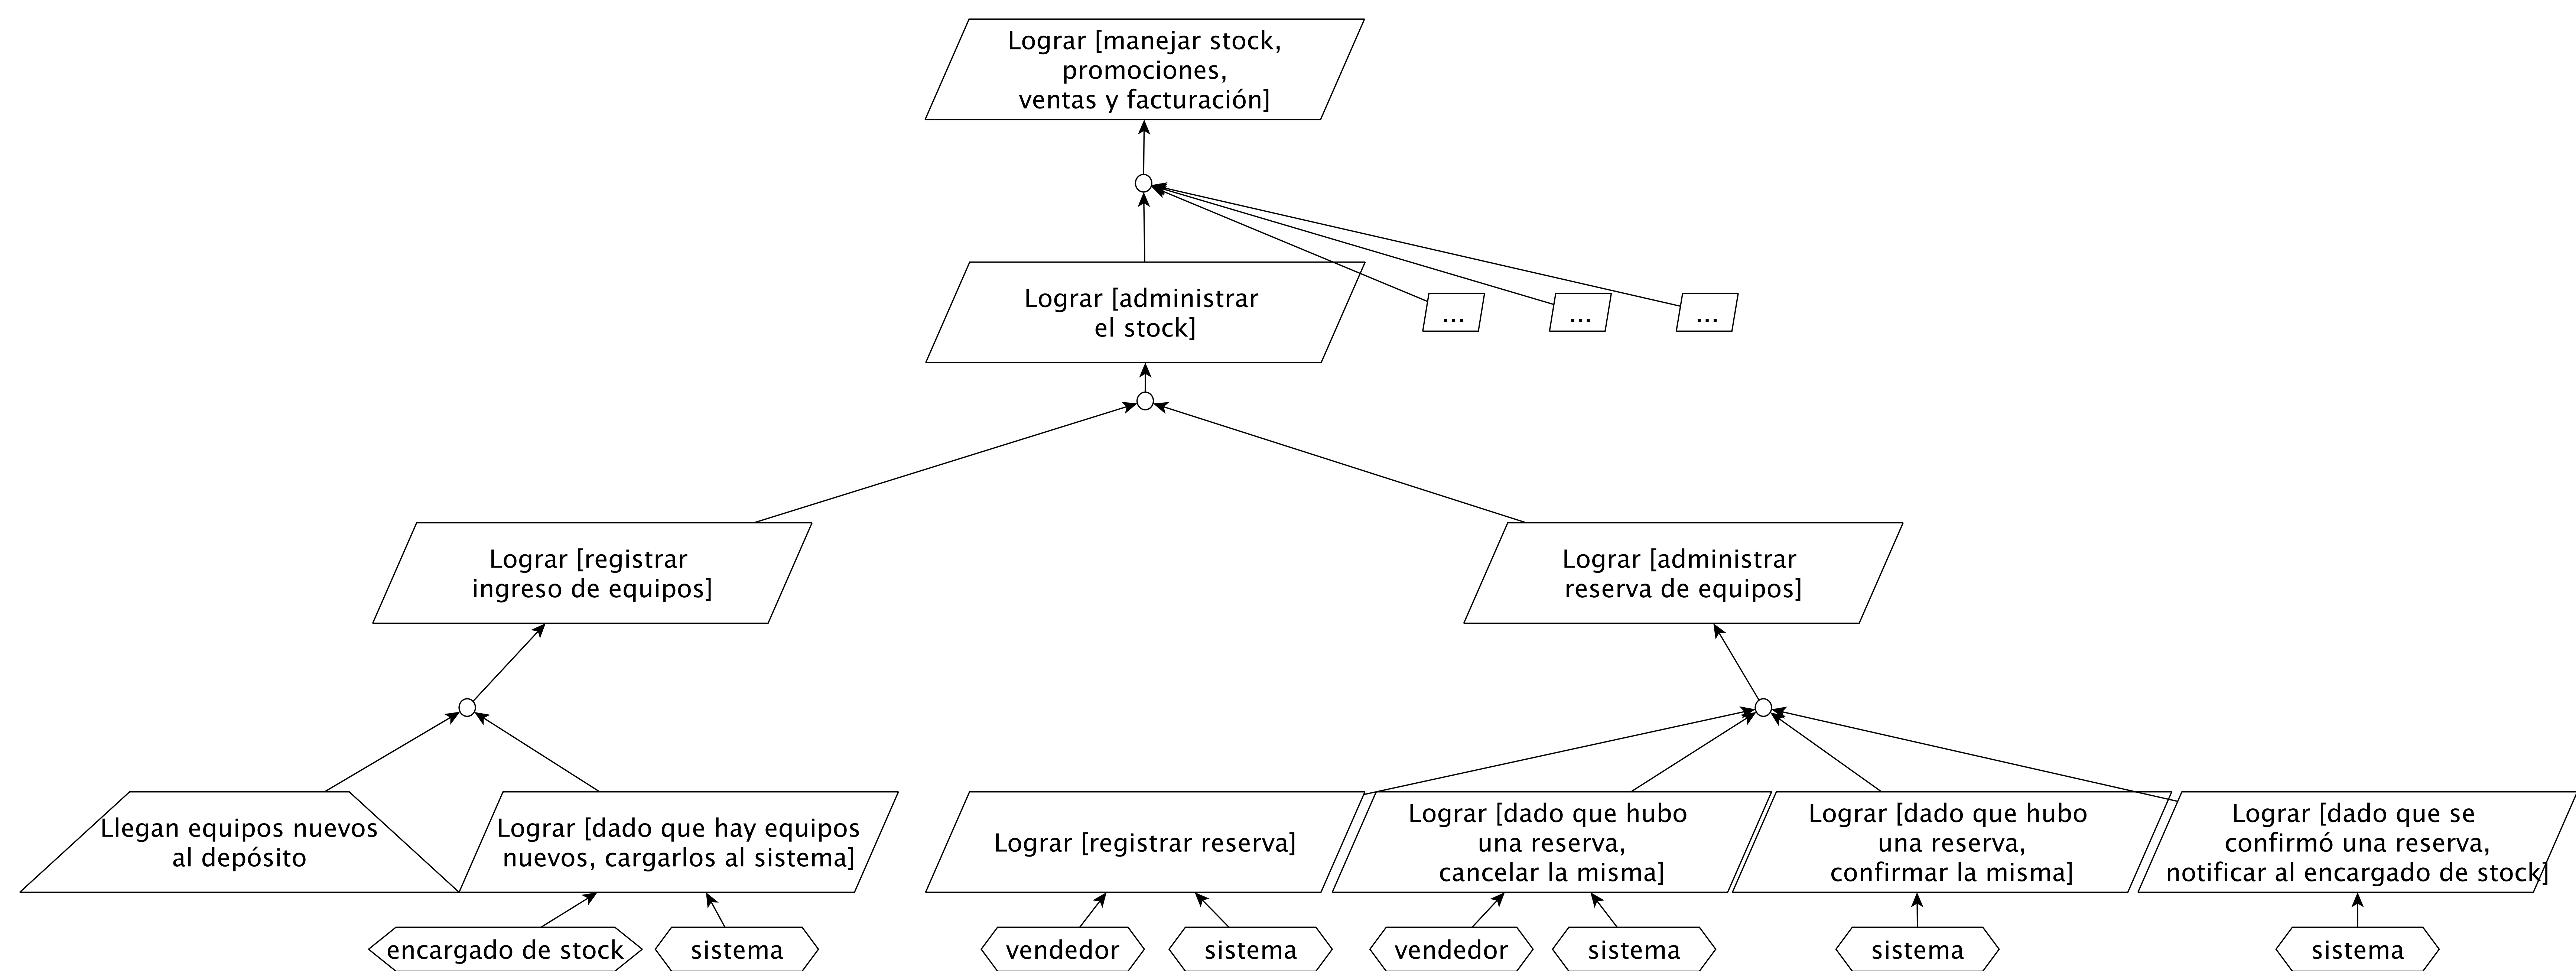 Lograr [manejar stock,
promociones,
ventas y facturación]
Lograr [administrar
el stock]
...
...
...
Lograr [registrar
ingreso de equipos]
Lograr [administrar
reserva de equipos]
Llegan equipos nuevos
al depósito
Lograr [dado que hay equipos
nuevos, cargarlos al sistema]
Lograr [registrar reserva]
Lograr [dado que hubo
una reserva,
cancelar la misma]
Lograr [dado que hubo
una reserva,
confirmar la misma]
Lograr [dado que se
confirmó una reserva,
notificar al encargado de stock]
encargado de stock
sistema
vendedor
sistema
vendedor
sistema
sistema
sistema